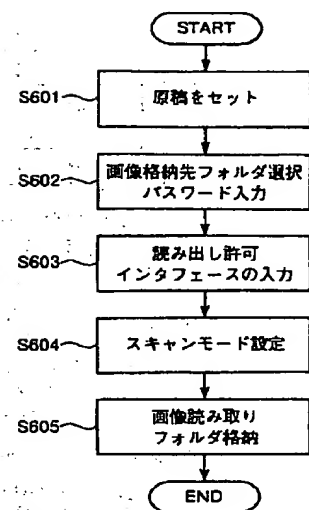 START
S601
原稿をセット
S602
画像格納先フォルダ選択
パスワード入力
S603
読み出し許可
インタフェースの入力
S604
スキャンモード設定
S605
画像読み取り
フォルダ格納
END